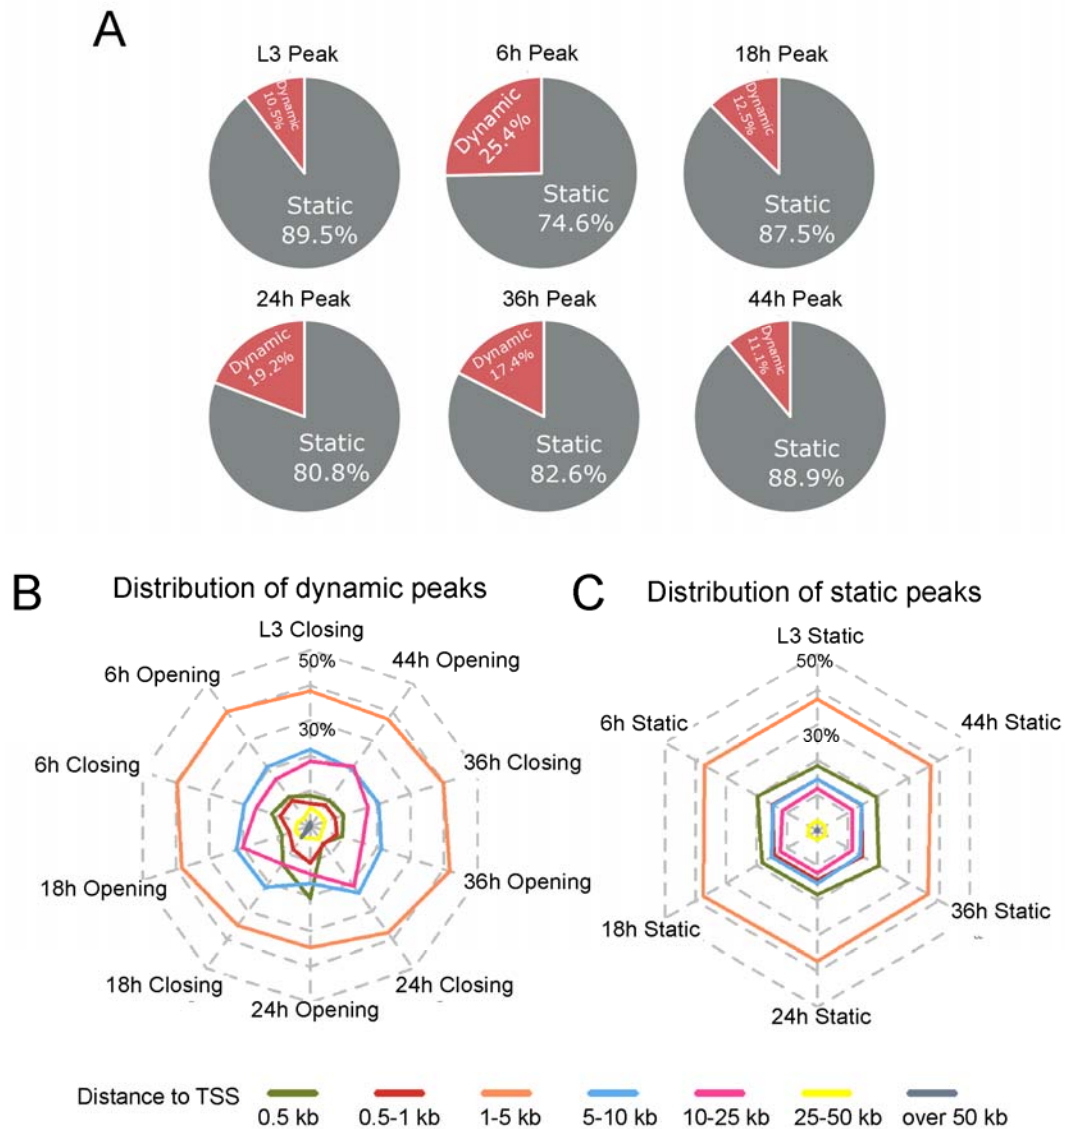 A
L3 Peak
6h Peak
18h Peak
Dynamic
10.5%
Static
89.5%
Dynamic
25.4%
Static
74.6%
Dynamic
12.5%
Static
87.5%
24h Peak
36h Peak
44h Peak
Dynamic
19.2%
Static
80.8%
Dynamic
17.4%
Static
82.6%
Dynamic
11.1%
Static
88.9%
B
Distribution of dynamic peaks
L3 Closing
50%
44h Opening
6h Opening
30%
36h Closing
6h Closing
36h Opening
18h Opening
24h Closing
18h Closing
24h Opening
C
Distribution of static peaks
L3 Static
50%
6h Static
44h Static
30%
36h Static
18h Static
24h Static
Distance to TSS
0.5 kb
0.5-1 kb
1-5 kb
5-10 kb
10-25 kb
25-50 kb
over 50 kb